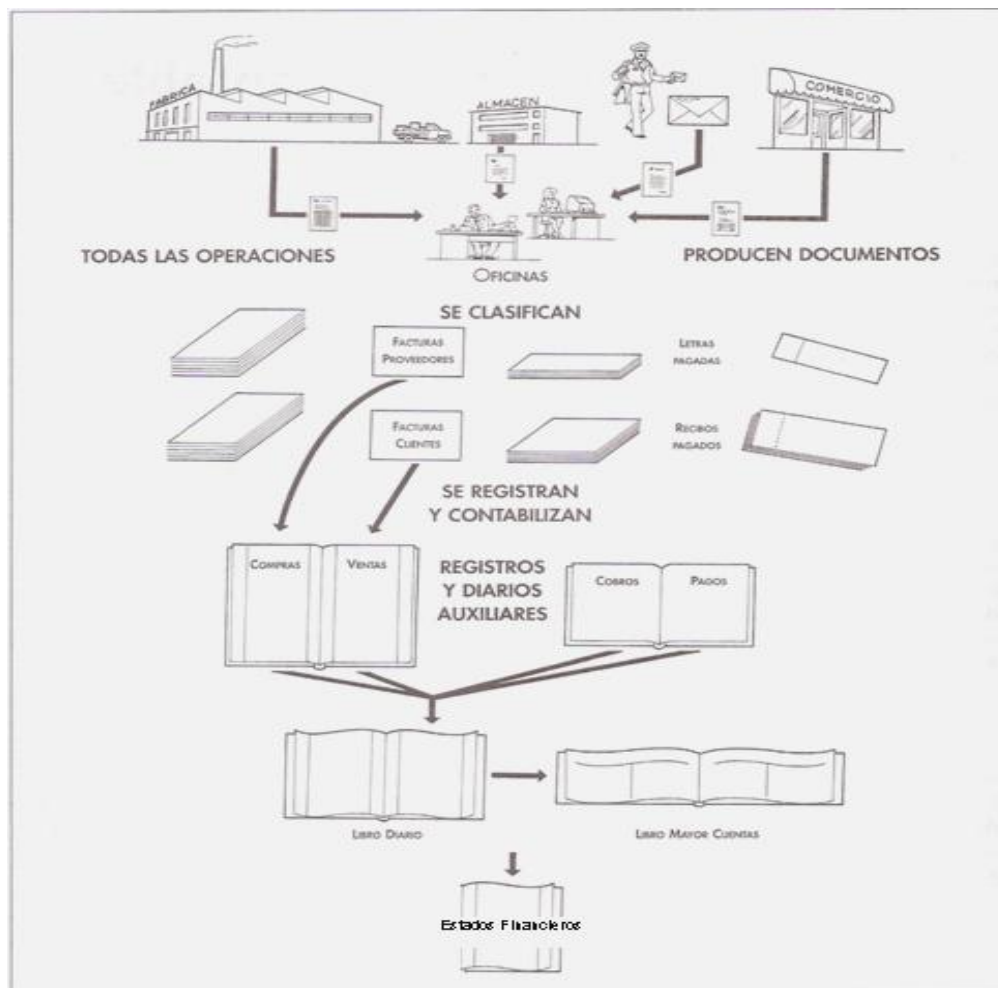 FABRICA
ALMACEN
COMERCIO
TODAS LAS OPERACIONES
PRODUCEN DOCUMENTOS
OFICINAS
SE CLASIFICAN
FACTURAS
PROVEEDORES
LETRAS
PAGADAS
FACTURAS
CLIENTES
RECIBOS
PAGADOS
SE REGISTRAN
Y CONTABILIZAN
COMPRAS
VENTAS
REGISTROS
Y DIARIOS
AUXILIARES
COBROS
PAGOS
LIBRO DIARIO
LIBRO MAYOR CUENTAS
Estados Financieros